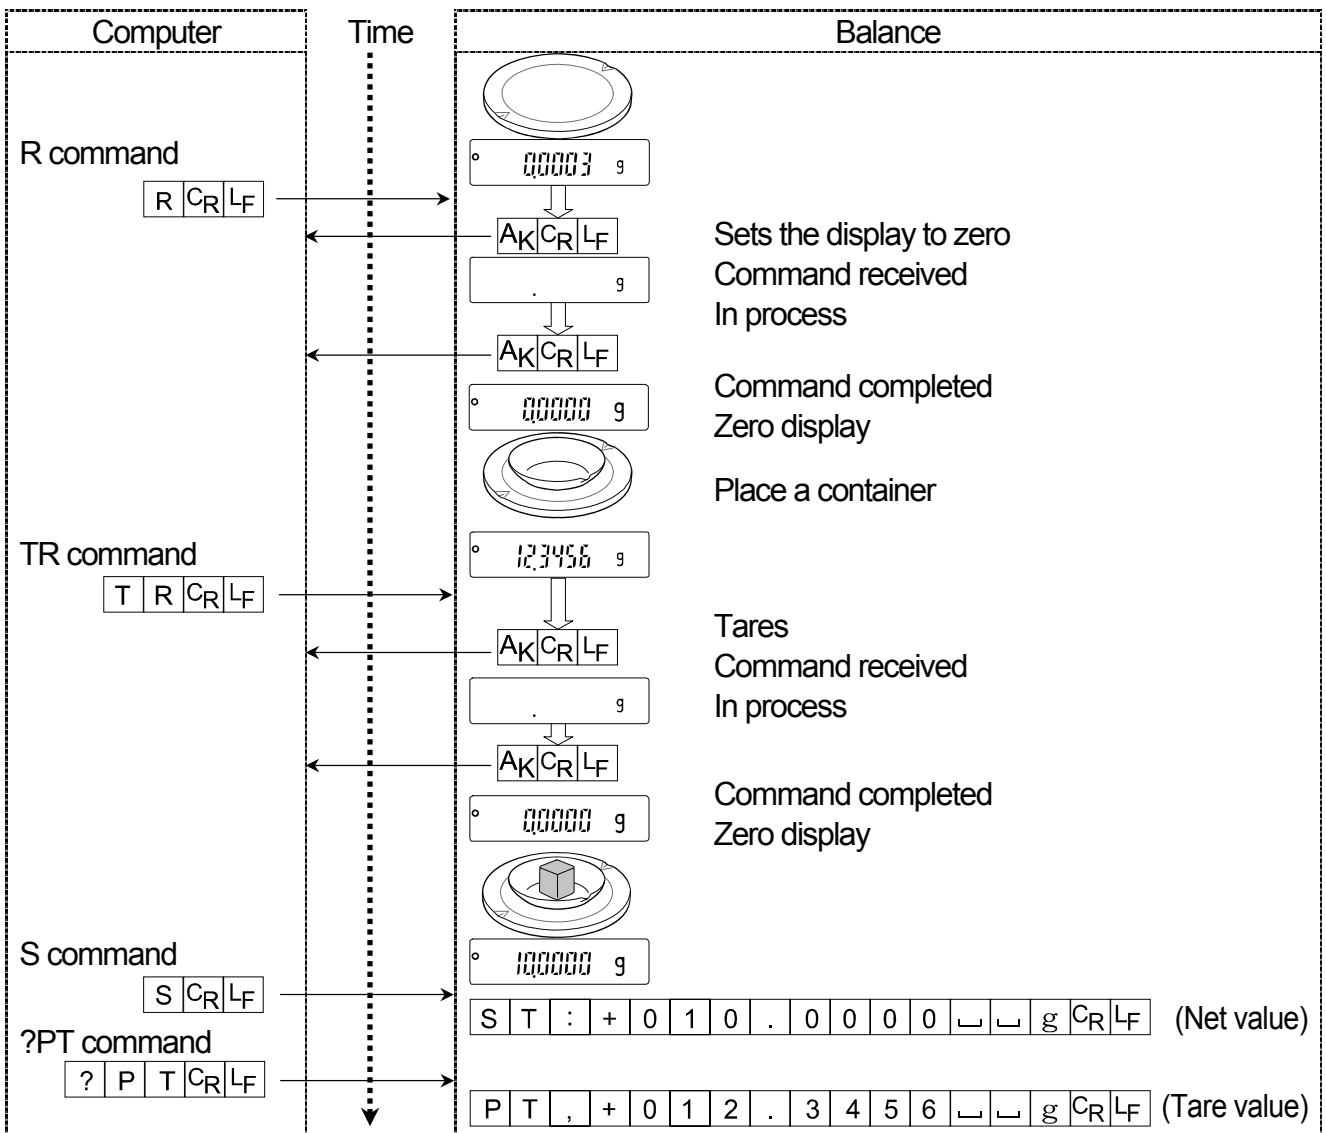 Computer Time Balance
R command
0.0003 g
R CR LF
AK CR LF Sets the display to zero
. g Command received
In process
AK CR LF
Command completed
0.0000 g
Zero display
Place a container
TR command
12.3456 g
T R CR LF
Tares
AK CR LF
Command received
. g In process
AK CR LF
Command completed
0.0000 g Zero display
S command
10.0000 g
S CR LF
S T : + 0 1 0 . 0 0 0 0 ␣ ␣ g CR LF (Net value)
?PT command
? P T CR LF
P T , + 0 1 2 . 3 4 5 6 ␣ ␣ g CR LF (Tare value)